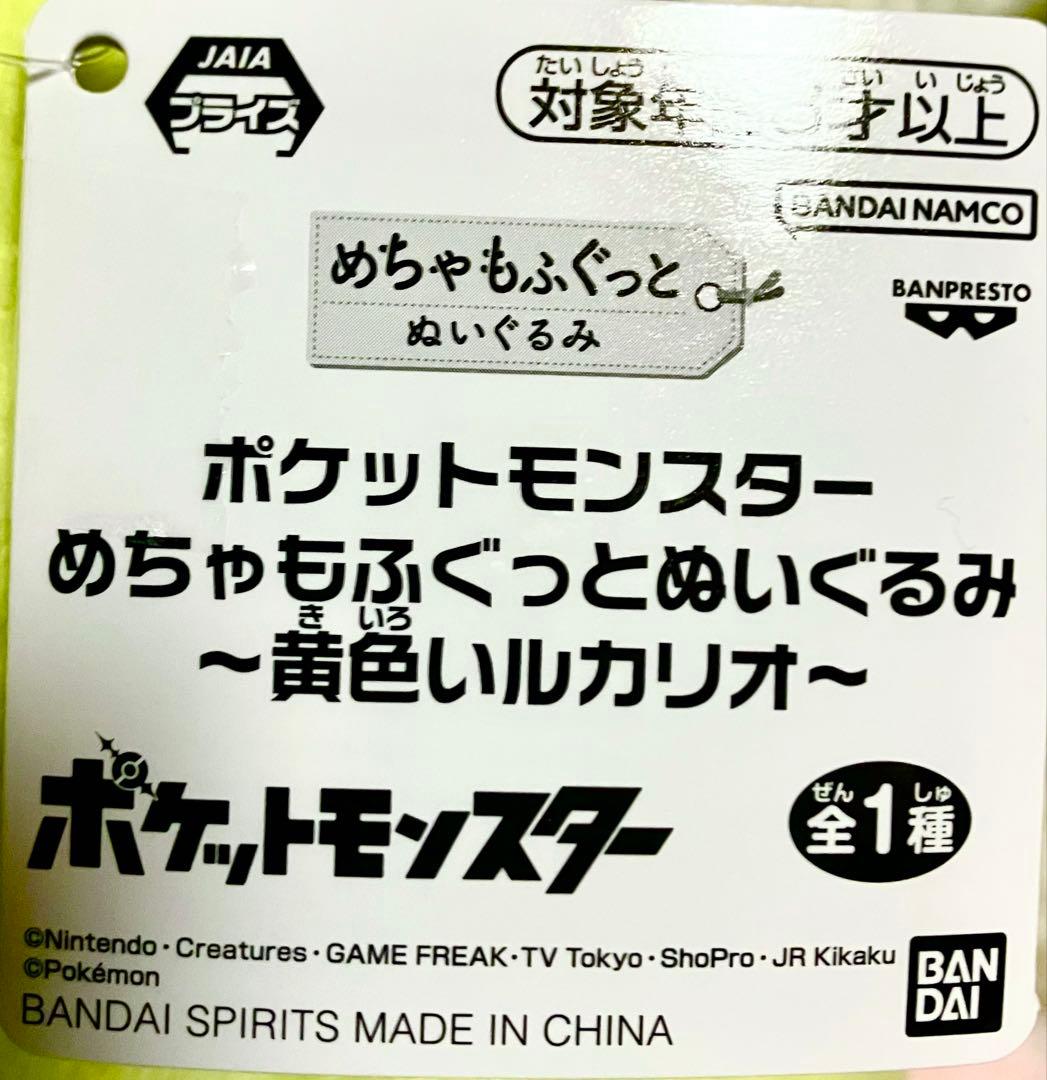 JAIA
プライズ
たいしょう さい い じょう
対象年 才以上
BANDAI NAMCO
めちゃもふぐっと
ぬいぐるみ
BANPRESTO
ポケットモンスター
めちゃもふぐっとぬいぐるみ
き いろ
~黄色いルカリオ~
ポケットモンスター
ぜん しゅ
全1種
©Nintendo・Creatures・GAME FREAK・TV Tokyo・ShoPro・JR Kikaku
©Pokémon
BANDAI SPIRITS MADE IN CHINA
BAN
DAI